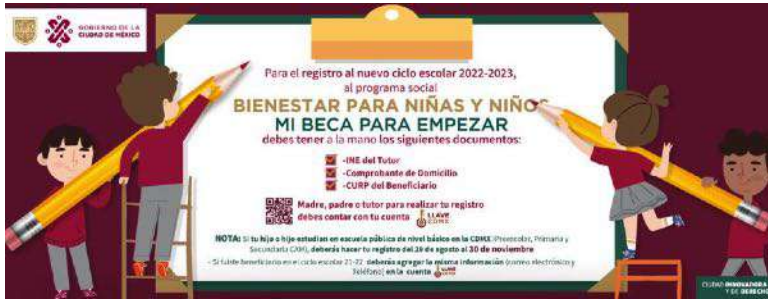 GOBIERNO DE LA
CIUDAD DE MÉXICO
Para el registro al nuevo ciclo escolar 2022-2023,
al programa social
BIENESTAR PARA NIÑAS Y NIÑOS
MI BECA PARA EMPEZAR
debes tener a la mano los siguientes documentos:
-INE del Tutor
-Comprobante de Domicilio
-CURP del Beneficiario
Madre, padre o tutor para realizar tu registro
debes contar con tu cuenta LLAVE CDMX
NOTA: Si tu hijo o hija estudian en escuela pública de nivel básico en la CDMX (Preescolar, Primaria y
Secundaria CAM), deberás hacer tu registro del 29 de agosto al 30 de noviembre
- Si fuiste beneficiario en el ciclo escolar 21-22 deberás agregar la misma información (correo electrónico y
Teléfono) en la cuenta LLAVE CDMX
CIUDAD INNOVADORA
Y DE DERECHOS